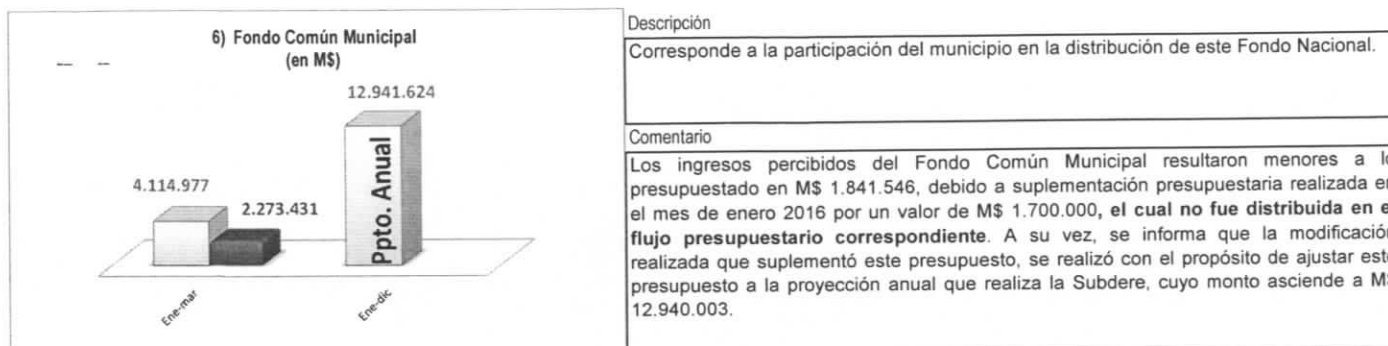 6) Fondo Común Municipal
(en M$)
12.941.624
4.114.977
2.273.431
Ppto. Anual
Ene-mar
Ene-dic
Descripción
Corresponde a la participación del municipio en la distribución de este Fondo Nacional.
Comentario
Los ingresos percibidos del Fondo Común Municipal resultaron menores a
presupuestado en M$ 1.841.546, debido a suplementación presupuestaria realizada
el mes de enero 2016 por un valor de M$ 1.700.000, el cual no fue distribuida en
flujo presupuestario correspondiente. A su vez, se informa que la modificación
realizada que suplementó este presupuesto, se realizó con el propósito de ajustar
presupuesto a la proyección anual que realiza la Subdere, cuyo monto asciende a
12.940.003.